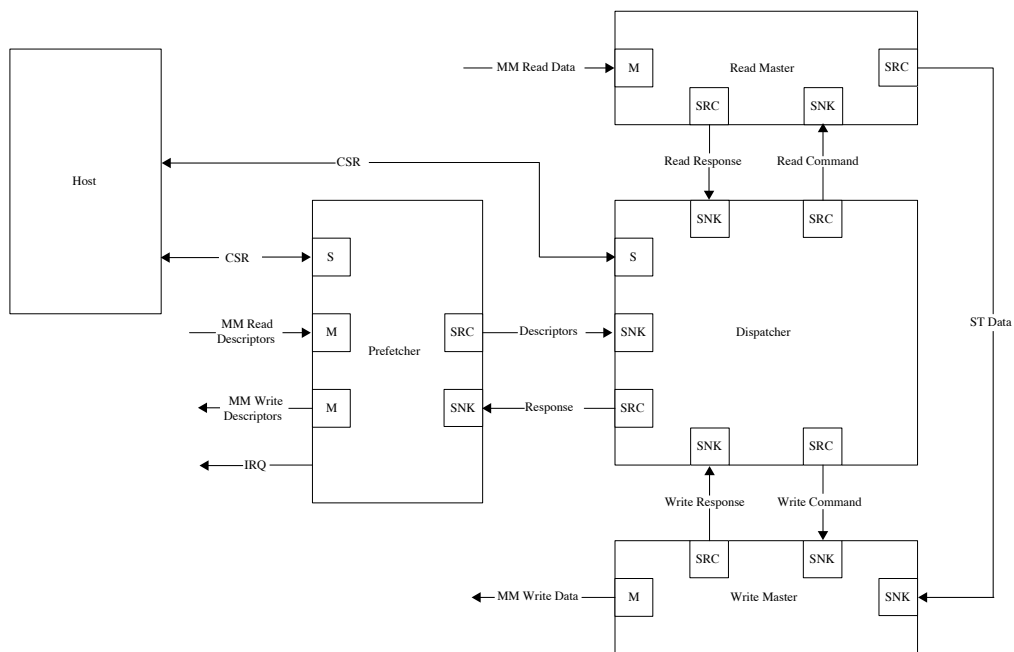 MM Read Data
M
Read Master
SRC
SRC
SNK
Host
CSR
Read Response
Read Command
SNK
SRC
CSR
S
S
MM Read
Descriptors
M
Prefetcher
SRC
Descriptors
SNK
Dispatcher
ST Data
MM Write
Descriptors
M
SNK
Response
SRC
IRQ
SNK
SRC
Write Response
Write Command
SRC
SNK
MM Write Data
M
Write Master
SNK